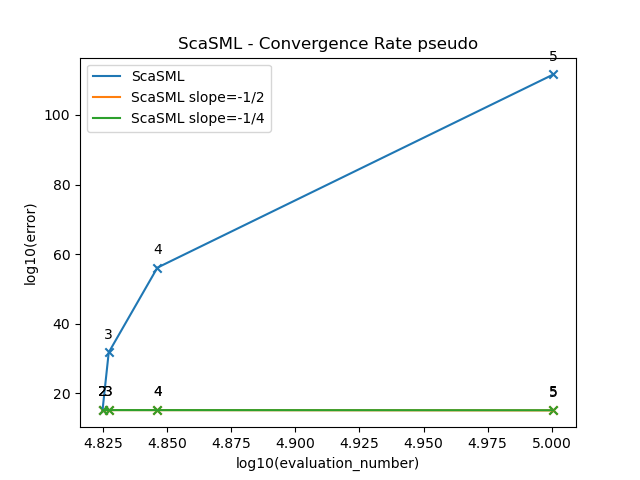 ScaSML - Convergence Rate pseudo
ScaSML
ScaSML slope=-1/2
ScaSML slope=-1/4
5
4
3
2 3 4 5
log10(error)
100
80
60
40
20
4.825 4.850 4.875 4.900 4.925 4.950 4.975 5.000
log10(evaluation_number)